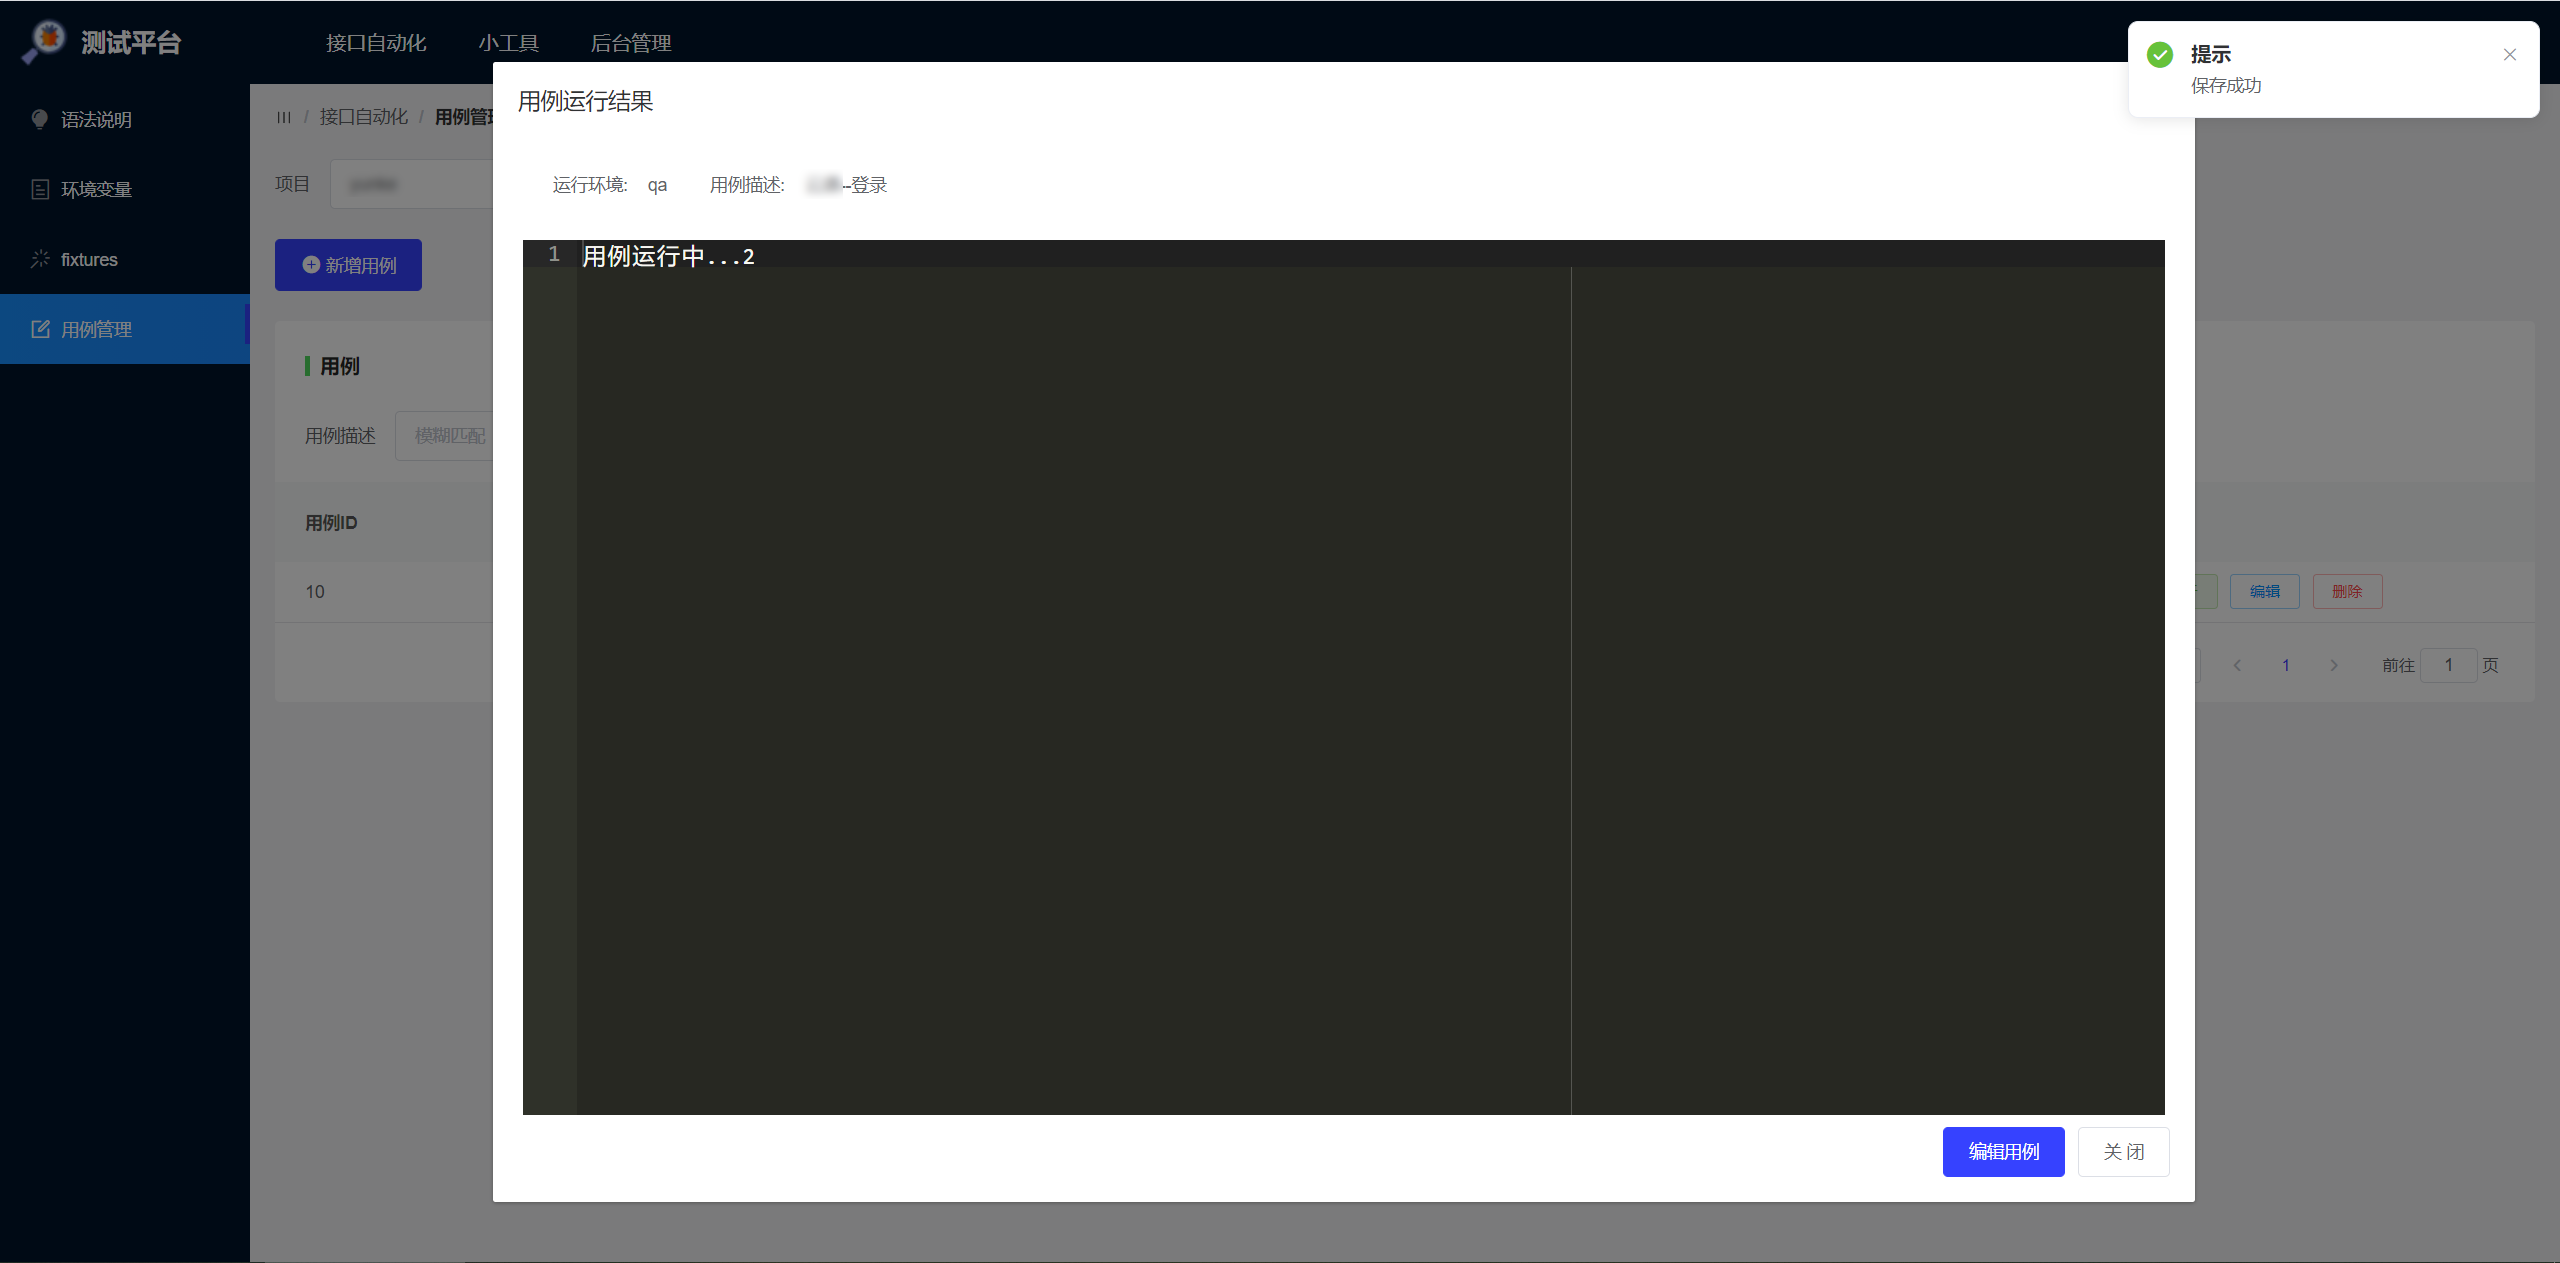 测试平台
接口自动化 小工具 后台管理
提示
保存成功
语法说明
环境变量
fixtures
用例管理
/ 接口自动化 / 用例管
项目
新增用例
用例
用例描述 模糊匹配
用例ID
10
用例运行结果
运行环境: qa 用例描述: --登录
1 用例运行中...2
编辑用例 关 闭
编辑 删除
1 前往 1 页